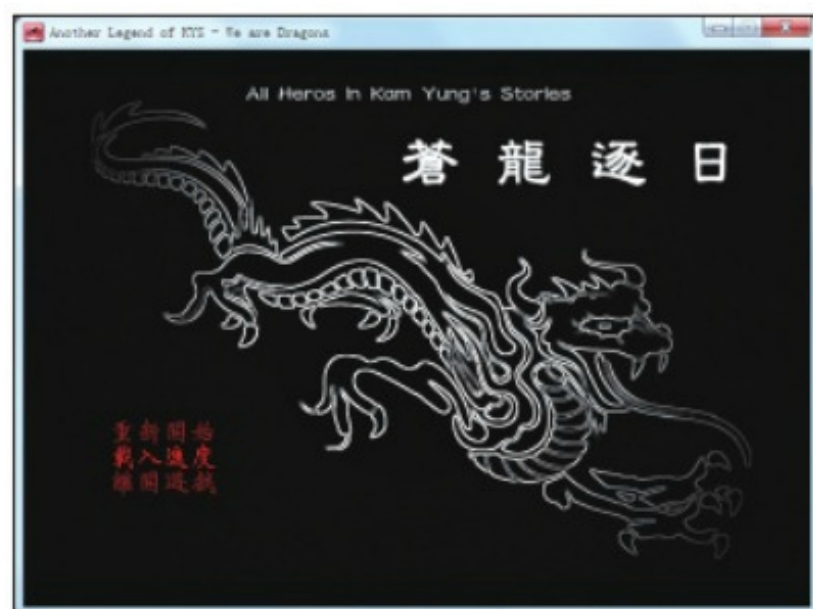 Another Legend of KYS - We are Dragons
All Heros in Kam Yung's Stories
蒼龍逐日
重新開始
載入進度
離開遊戲